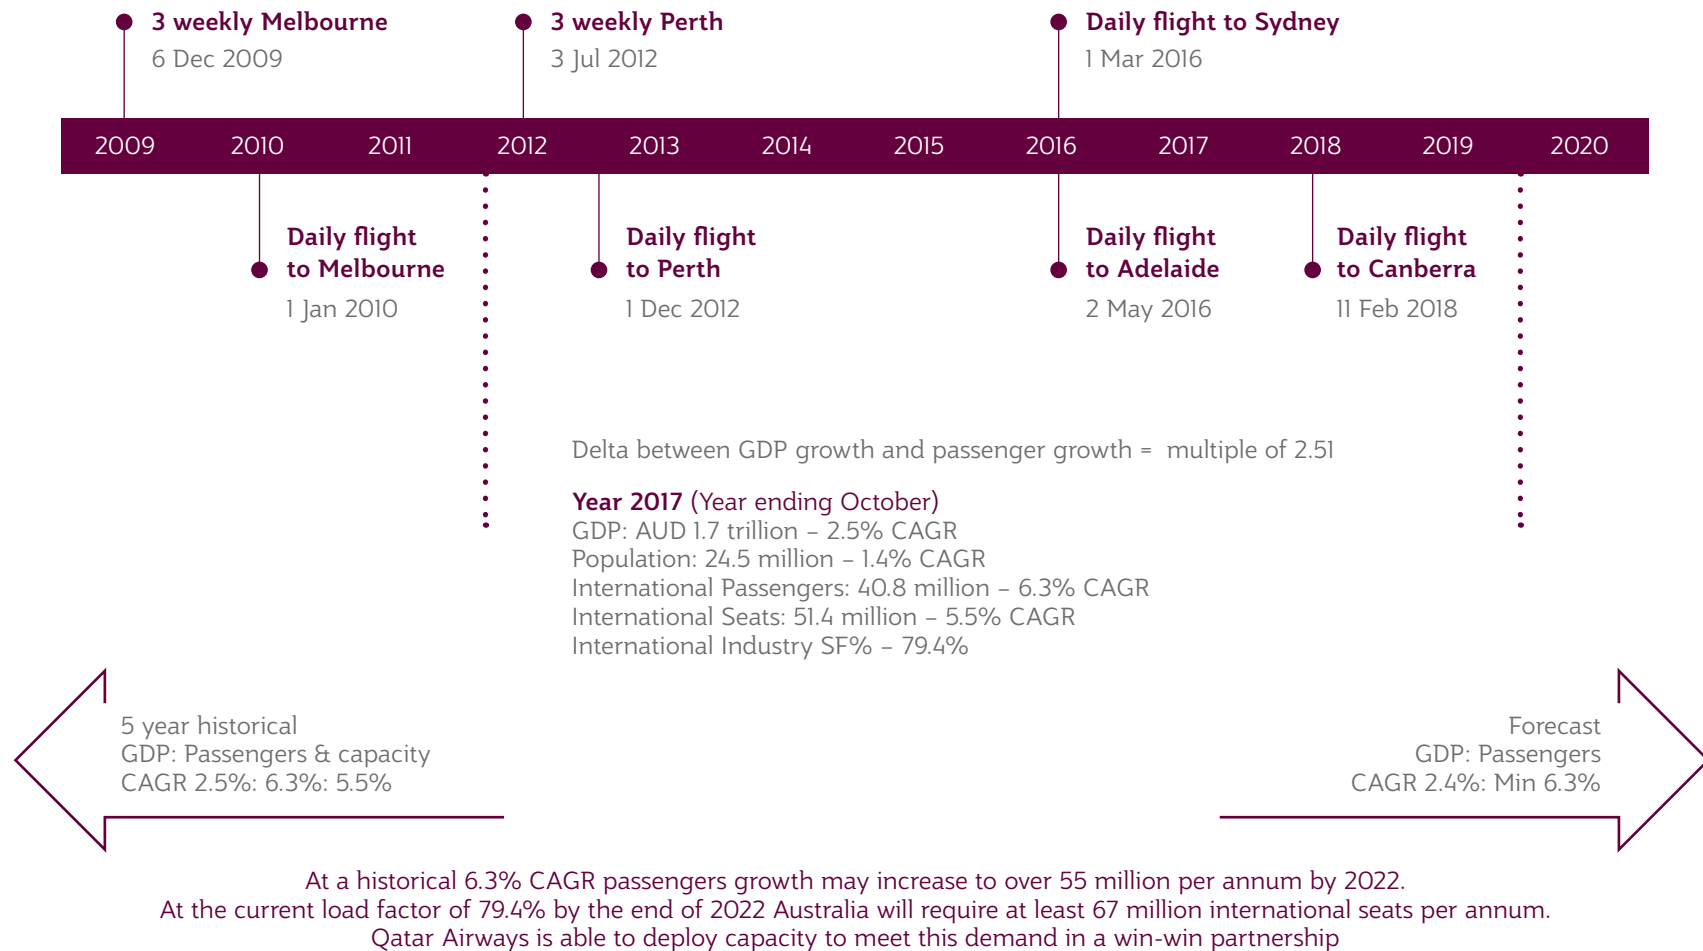 3 weekly Melbourne
6 Dec 2009
3 weekly Perth
3 Jul 2012
Daily flight to Sydney
1 Mar 2016
2009 2010 2011 2012 2013 2014 2015 2016 2017 2018 2019 2020
Daily flight
to Melbourne
1 Jan 2010
Daily flight
to Perth
1 Dec 2012
Daily flight
to Adelaide
2 May 2016
Daily flight
to Canberra
11 Feb 2018
Delta between GDP growth and passenger growth = multiple of 2.51
Year 2017 (Year ending October)
GDP: AUD 1.7 trillion – 2.5% CAGR
Population: 24.5 million – 1.4% CAGR
International Passengers: 40.8 million – 6.3% CAGR
International Seats: 51.4 million – 5.5% CAGR
International Industry SF% – 79.4%
5 year historical
GDP: Passengers & capacity
CAGR 2.5%: 6.3%: 5.5%
Forecast
GDP: Passengers
CAGR 2.4%: Min 6.3%
At a historical 6.3% CAGR passengers growth may increase to over 55 million per annum by 2022.
At the current load factor of 79.4% by the end of 2022 Australia will require at least 67 million international seats per annum.
Qatar Airways is able to deploy capacity to meet this demand in a win-win partnership